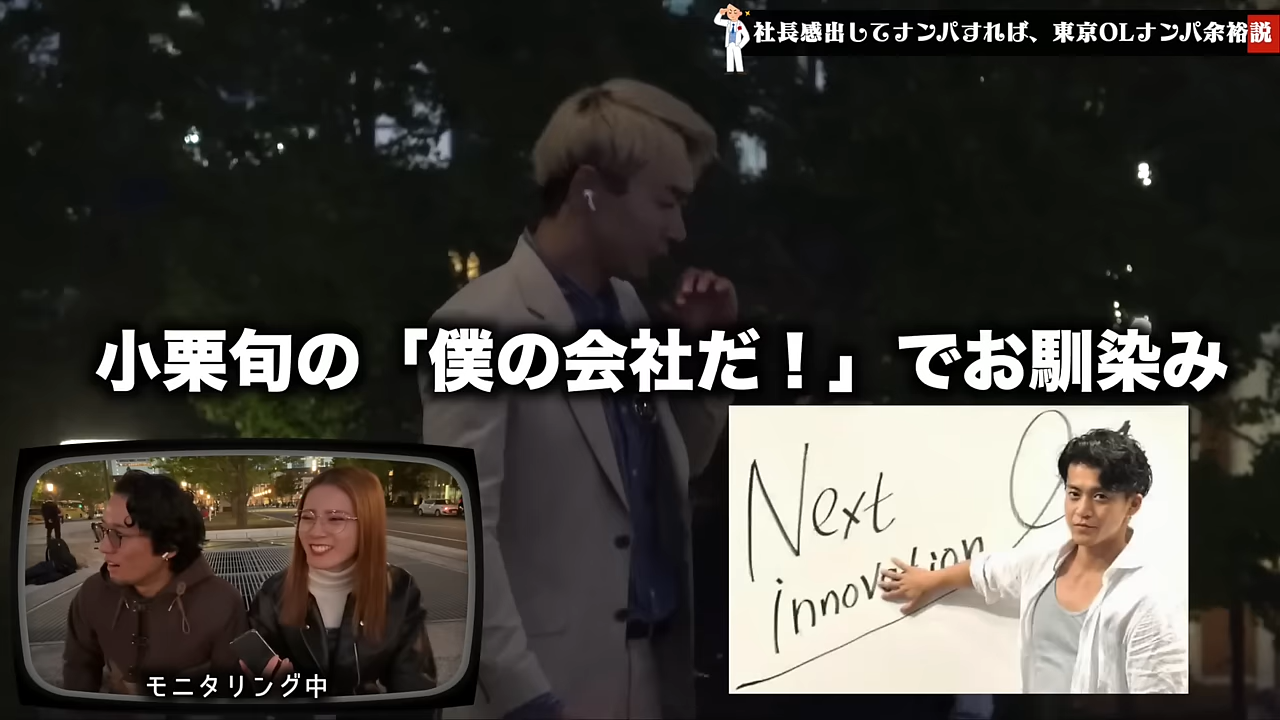 社長感出してナンパすれば、東京OLナンパ余裕説
小栗旬の「僕の会社だ！」でお馴染み
Next
innovation
モニタリング中